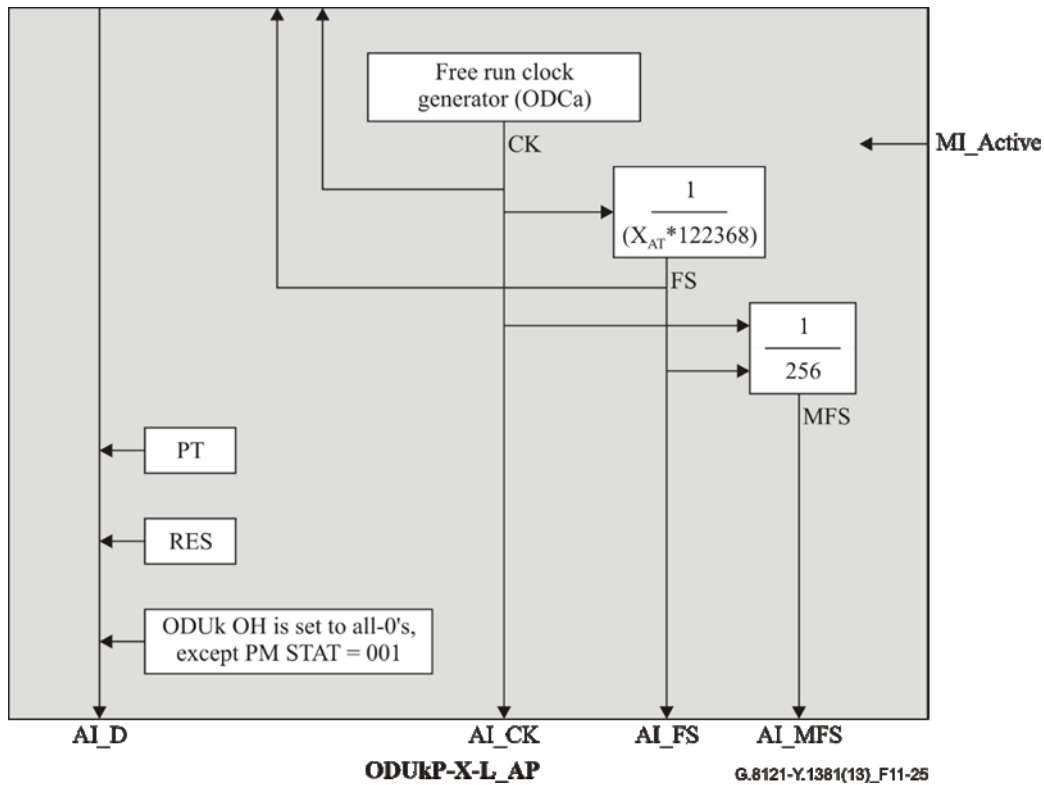 Free run clock
generator (ODCa)
CK
MI_Active
1
(XAT*122368)
FS
1
256
MFS
PT
RES
ODUk OH is set to all-0's,
except PM STAT = 001
AI_D
AI_CK
AI_FS
AI_MFS
ODUkP-X-L_AP
G.8121-Y.1381(13)_F11-25